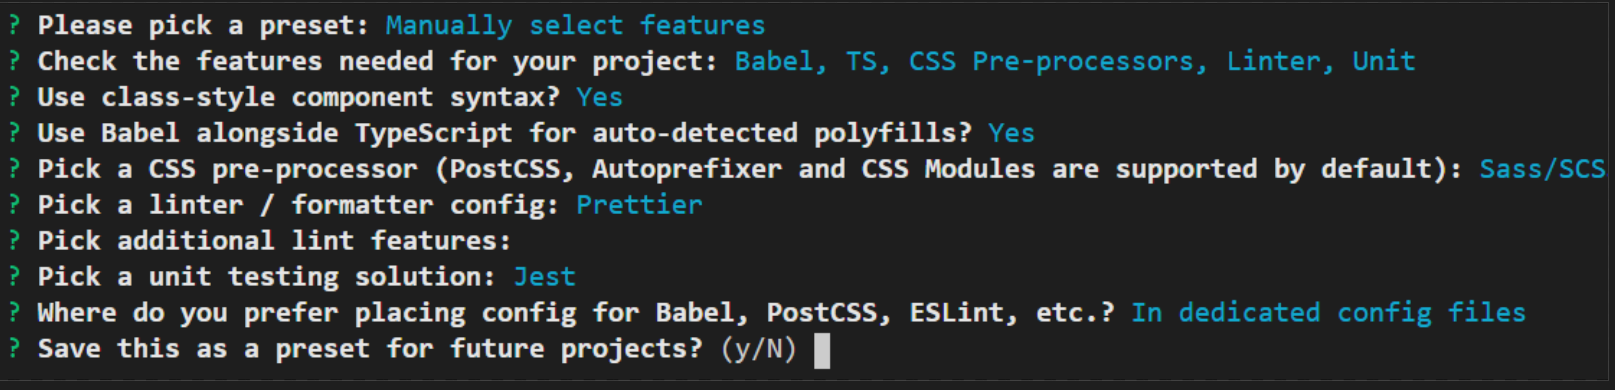 ? Please pick a preset: Manually select features
? Check the features needed for your project: Babel, TS, CSS Pre-processors, Linter, Unit
? Use class-style component syntax? Yes
? Use Babel alongside TypeScript for auto-detected polyfills? Yes
? Pick a CSS pre-processor (PostCSS, Autoprefixer and CSS Modules are supported by default): Sass/SCS
? Pick a linter / formatter config: Prettier
? Pick additional lint features:
? Pick a unit testing solution: Jest
? Where do you prefer placing config for Babel, PostCSS, ESLint, etc.? In dedicated config files
? Save this as a preset for future projects? (y/N)